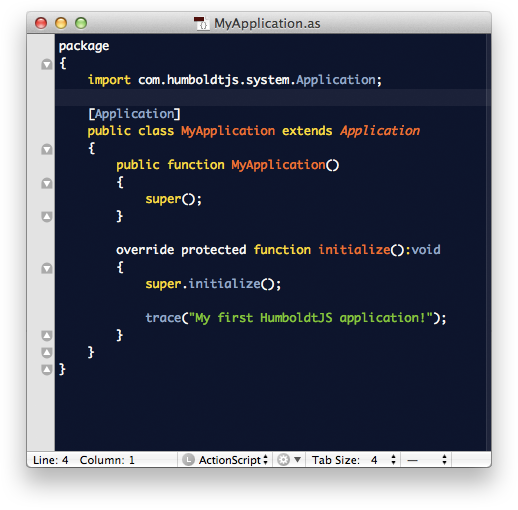 MyApplication.as
package
{
    import com.humboldtjs.system.Application;

    [Application]
    public class MyApplication extends Application
    {
        public function MyApplication()
        {
            super();
        }

        override protected function initialize():void
        {
            super.initialize();

            trace("My first HumboldtJS application!");
        }
    }
}
Line: 4 Column: 1 L ActionScript Tab Size: 4 —